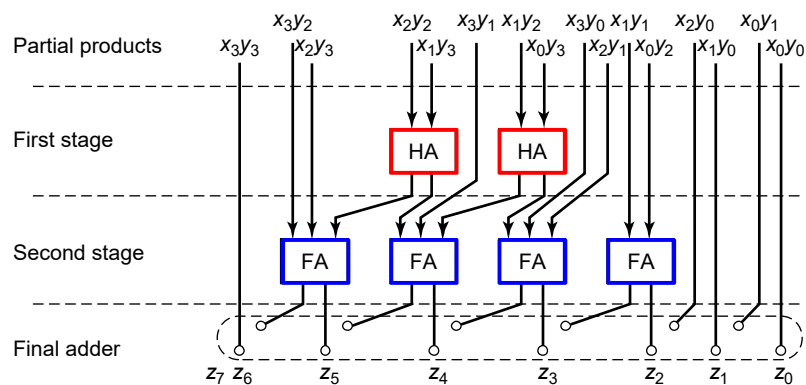 x3y2 x2y2 x3y1 x1y2 x3y0 x1y1 x2y0 x0y1
Partial products x3y3 x2y3 x1y3 x0y3 x2y1 x0y2 x1y0 x0y0
First stage HA HA
Second stage FA FA FA FA
Final adder
z7 z6 z5 z4 z3 z2 z1 z0